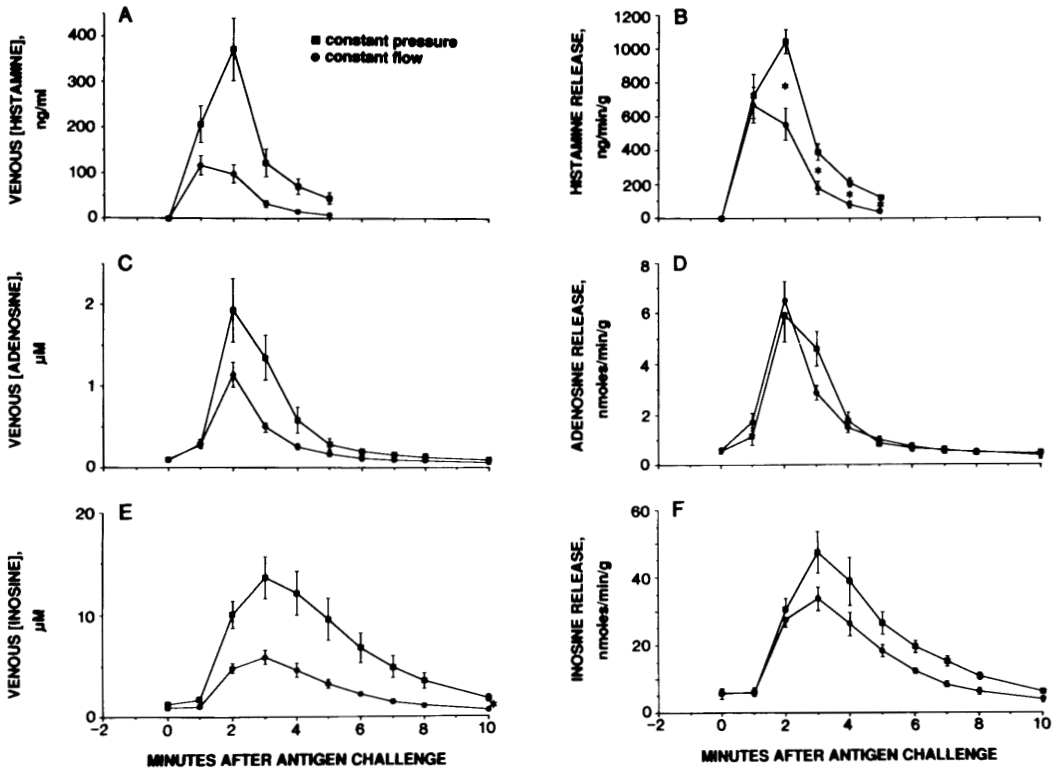 A
VENOUS [HISTAMINE],
ng/ml
400
300
200
100
0
■ constant pressure
● constant flow
B
HISTAMINE RELEASE,
ng/min/g
1200
1000
800
600
400
200
0
*
*
*
*
C
VENOUS [ADENOSINE],
µM
2
1
0
D
ADENOSINE RELEASE,
nmoles/min/g
8
6
4
2
0
E
VENOUS [INOSINE],
µM
20
10
0
*
-2 0 2 4 6 8 10
MINUTES AFTER ANTIGEN CHALLENGE
F
INOSINE RELEASE,
nmoles/min/g
60
40
20
0
-2 0 2 4 6 8 10
MINUTES AFTER ANTIGEN CHALLENGE